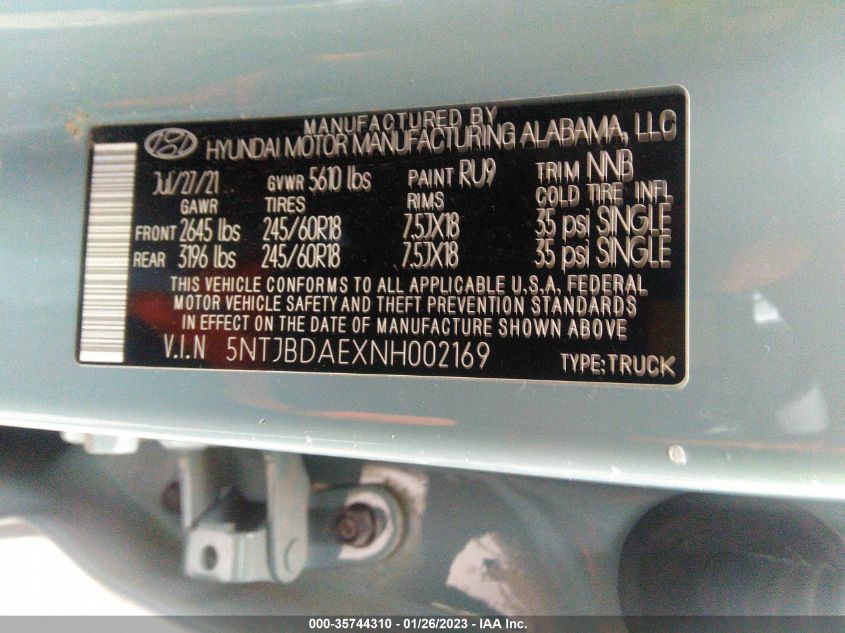 MANUFACTURED BY
HYUNDAI MOTOR MANUFACTURING ALABAMA, LLC
Jul/27/21 GVWR 5610 lbs PAINT RU9 TRIM NNB
GAWR TIRES RIMS COLD TIRE INFL
FRONT 2645 lbs 245/60R18 7.5JX18 35 psi SINGLE
REAR 3196 lbs 245/60R18 7.5JX18 35 psi SINGLE
THIS VEHICLE CONFORMS TO ALL APPLICABLE U.S.A. FEDERAL
MOTOR VEHICLE SAFETY AND THEFT PREVENTION STANDARDS
IN EFFECT ON THE DATE OF MANUFACTURE SHOWN ABOVE
V.I.N 5NTJBDAEXNH002169 TYPE:TRUCK
000-35744310 - 01/26/2023 - IAA Inc.